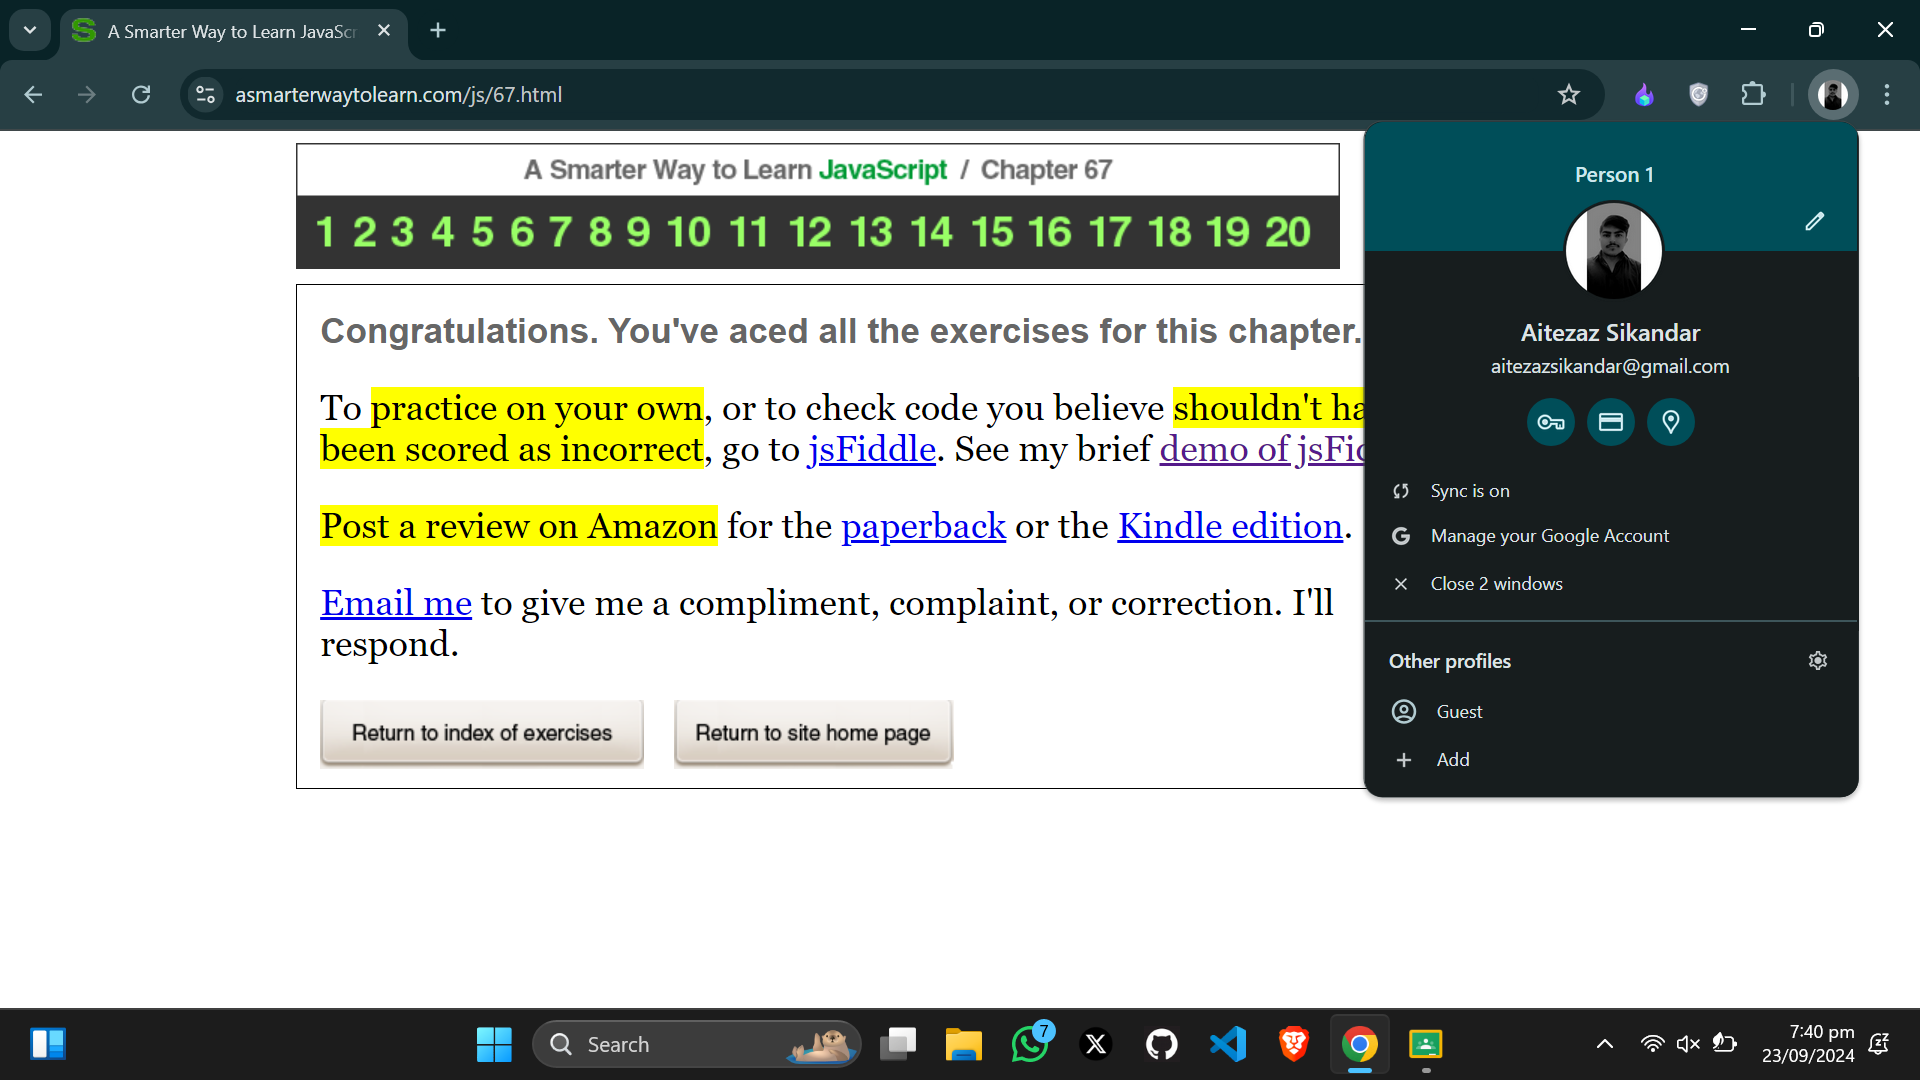 A Smarter Way to Learn JavaScr
asmarterwaytolearn.com/js/67.html
A Smarter Way to Learn JavaScript / Chapter 67
1 2 3 4 5 6 7 8 9 10 11 12 13 14 15 16 17 18 19 20
Congratulations. You've aced all the exercises for this chapter.
To practice on your own, or to check code you believe shouldn't ha
been scored as incorrect, go to jsFiddle. See my brief demo of jsFid
Post a review on Amazon for the paperback or the Kindle edition.
Email me to give me a compliment, complaint, or correction. I'll
respond.
Return to index of exercises
Return to site home page
Person 1
Aitezaz Sikandar
aitezazsikandar@gmail.com
Sync is on
Manage your Google Account
Close 2 windows
Other profiles
Guest
Add
Search
7
7:40 pm
23/09/2024